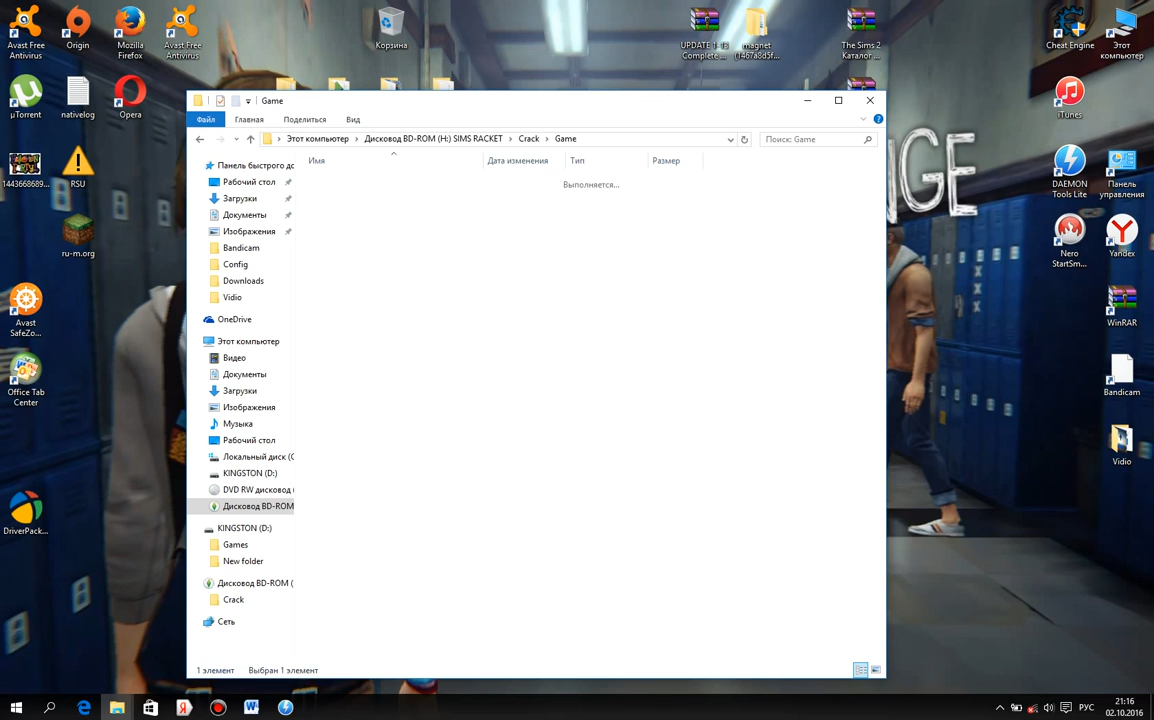 Avast Free
Antivirus
Origin
Mozilla
Firefox
Avast Free
Antivirus
Корзина
UPDATE 1-13
Complete ...
magnet
(1467a8d5f...
The Sims 2
Каталог ...
Cheat Engine
Этот
компьютер
µTorrent
nativelog
Opera
iTunes
1443668689...
RSU
DAEMON
Tools Lite
Панель
управления
ru-m.org
Nero
StartSm...
Yandex
Avast
SafeZo...
WinRAR
Office Tab
Center
Bandicam
Vidio
DriverPack...
Game
Файл
Главная
Поделиться
Вид
Этот компьютер
Дисковод BD-ROM (H:) SIMS RACKET
Crack
Game
Поиск: Game
Имя
Дата изменения
Тип
Размер
Выполняется...
Панель быстрого до
Рабочий стол
Загрузки
Документы
Изображения
Bandicam
Config
Downloads
Vidio
OneDrive
Этот компьютер
Видео
Документы
Загрузки
Изображения
Музыка
Рабочий стол
Локальный диск (C
KINGSTON (D:)
DVD RW дисковод
Дисковод BD-ROM
KINGSTON (D:)
Games
New folder
Дисковод BD-ROM (
Crack
Сеть
1 элемент
Выбран 1 элемент
NGE
РУС
21:16
02.10.2016